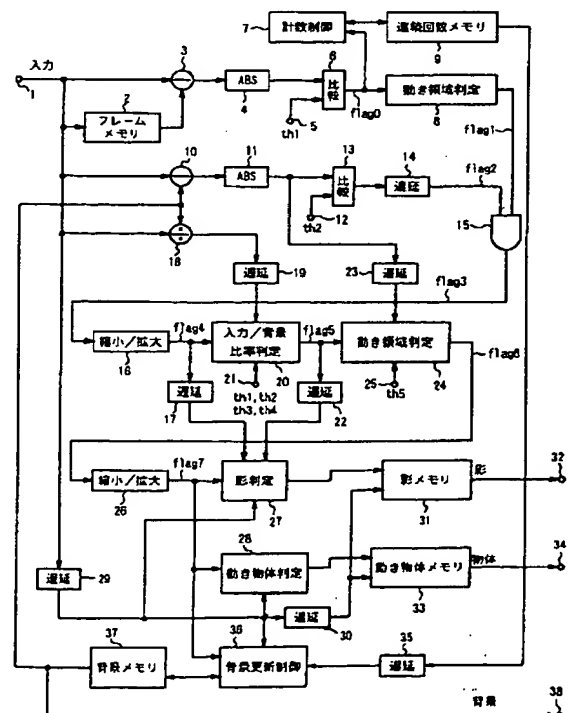 計数制御
7
連続回数メモリ
9
入力
1
3
ABS
4
6
比較
5
th1
flag0
動き領域判定
8
flag1
2
フレーム
メモリ
10
11
ABS
13
比較
12
th2
14
遅延
flag2
15
18
遅延
19
23
遅延
flag3
縮小/拡大
16
flag4
入力/背景
比率判定
20
flag5
動き領域判定
24
flag6
遅延
17
21
th1, th2
th3, th4
遅延
22
25
th5
縮小/拡大
26
flag7
影判定
27
影メモリ
31
影
32
28
動き物体判定
動き物体メモリ
33
物体
34
遅延
29
遅延
30
37
背景メモリ
36
背景更新制御
35
遅延
背景
38